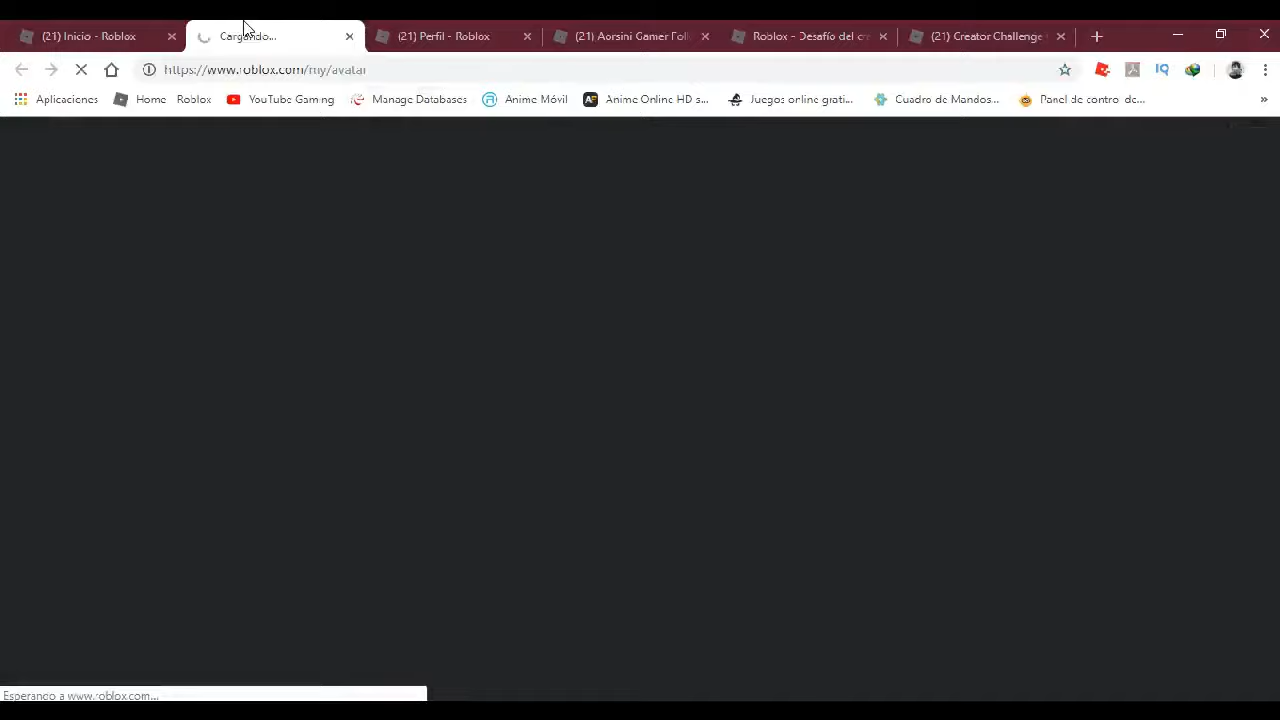 (21) Inicio - Roblox
Cargando...
(21) Perfil - Roblox
(21) Aorsini Gamer Foll
Roblox - Desafío del cr
(21) Creator Challenge
https://www.roblox.com/my/avatar
Aplicaciones
Home - Roblox
YouTube Gaming
Manage Databases
Anime Móvil
Anime Online HD s...
Juegos online grati...
Cuadro de Mandos...
Panel de control de...
Esperando a www.roblox.com...